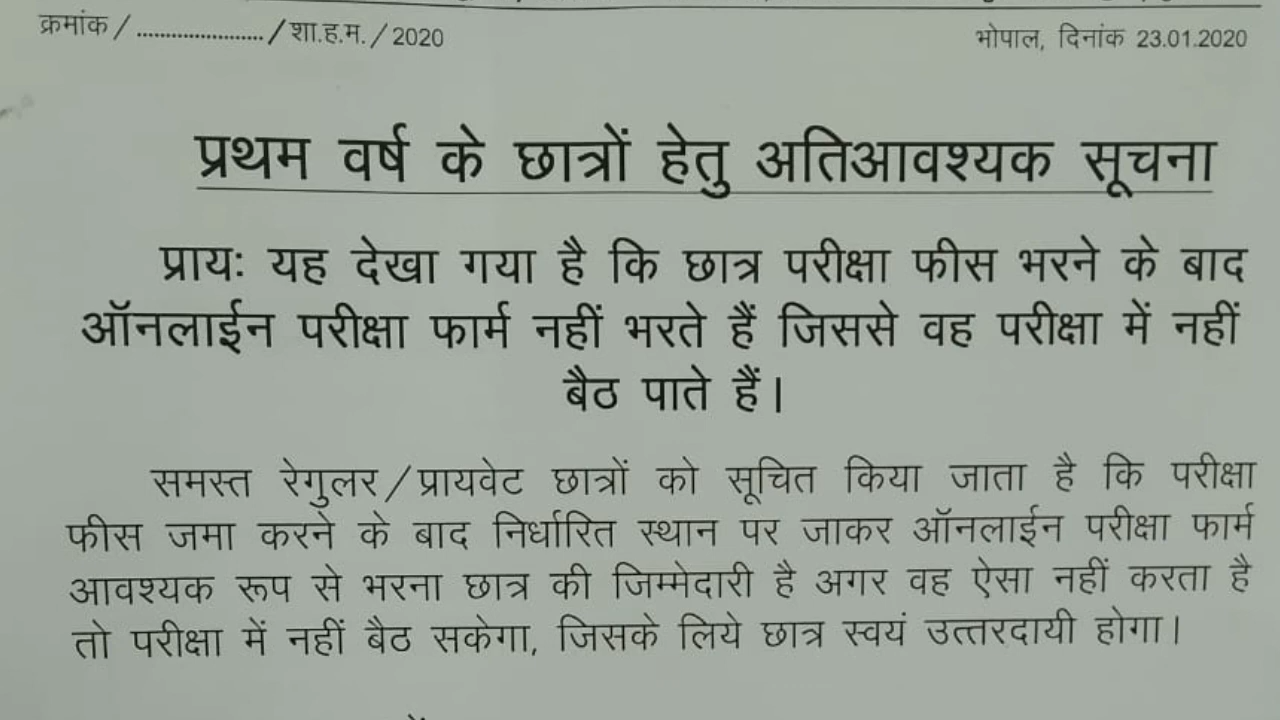 क्रमांक / ...................... / शा.ह.म. / 2020
भोपाल, दिनांक 23.01.2020
प्रथम वर्ष के छात्रों हेतु अतिआवश्यक सूचना
प्रायः यह देखा गया है कि छात्र परीक्षा फीस भरने के बाद
ऑनलाईन परीक्षा फार्म नहीं भरते हैं जिससे वह परीक्षा में नहीं
बैठ पाते हैं।
समस्त रेगुलर/प्रायवेट छात्रों को सूचित किया जाता है कि परीक्षा
फीस जमा करने के बाद निर्धारित स्थान पर जाकर ऑनलाईन परीक्षा फार्म
आवश्यक रूप से भरना छात्र की जिम्मेदारी है अगर वह ऐसा नहीं करता है
तो परीक्षा में नहीं बैठ सकेगा, जिसके लिये छात्र स्वयं उत्तरदायी होगा।